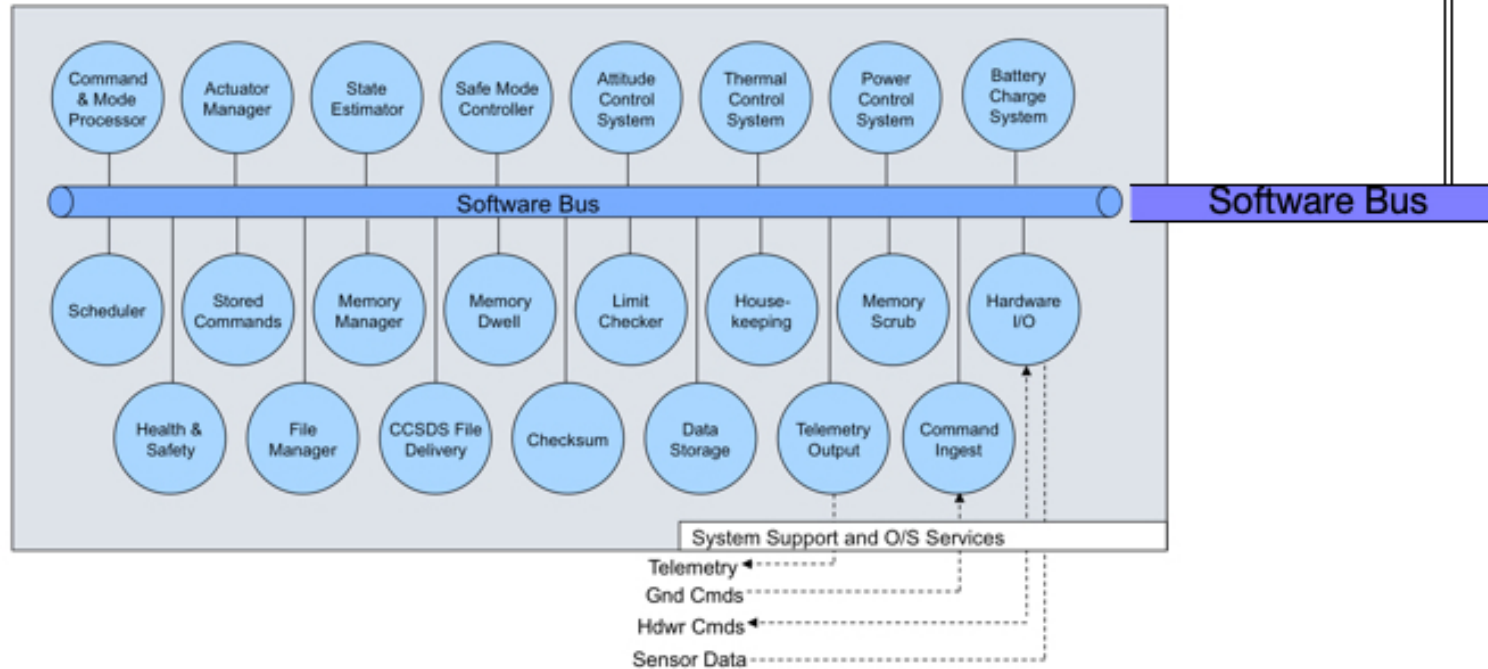 Command
& Mode
Processor
Actuator
Manager
State
Estimator
Safe Mode
Controller
Attitude
Control
System
Thermal
Control
System
Power
Control
System
Battery
Charge
System
Software Bus
Software Bus
Scheduler
Stored
Commands
Memory
Manager
Memory
Dwell
Limit
Checker
House-
keeping
Memory
Scrub
Hardware
I/O
Health &
Safety
File
Manager
CCSDS File
Delivery
Checksum
Data
Storage
Telemetry
Output
Command
Ingest
System Support and O/S Services
Telemetry
Gnd Cmds
Hdwr Cmds
Sensor Data